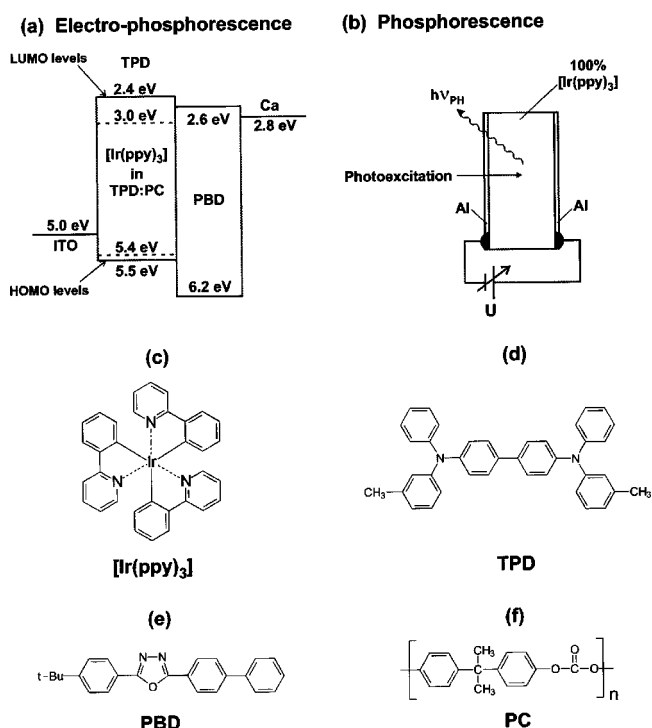 (a) Electro-phosphorescence
LUMO levels
TPD
2.4 eV
3.0 eV
[Ir(ppy)3]
in
TPD:PC
5.0 eV
ITO
5.4 eV
5.5 eV
HOMO levels
2.6 eV
PBD
6.2 eV
Ca
2.8 eV
(b) Phosphorescence
100%
[Ir(ppy)3]
hνPH
Photoexcitation
Al
Al
U
(c)
N
Ir
N
N
[Ir(ppy)3]
(d)
N
N
CH3
CH3
TPD
(e)
N N
t-Bu
O
PBD
(f)
CH3
C
CH3
O
O-C-O
n
PC